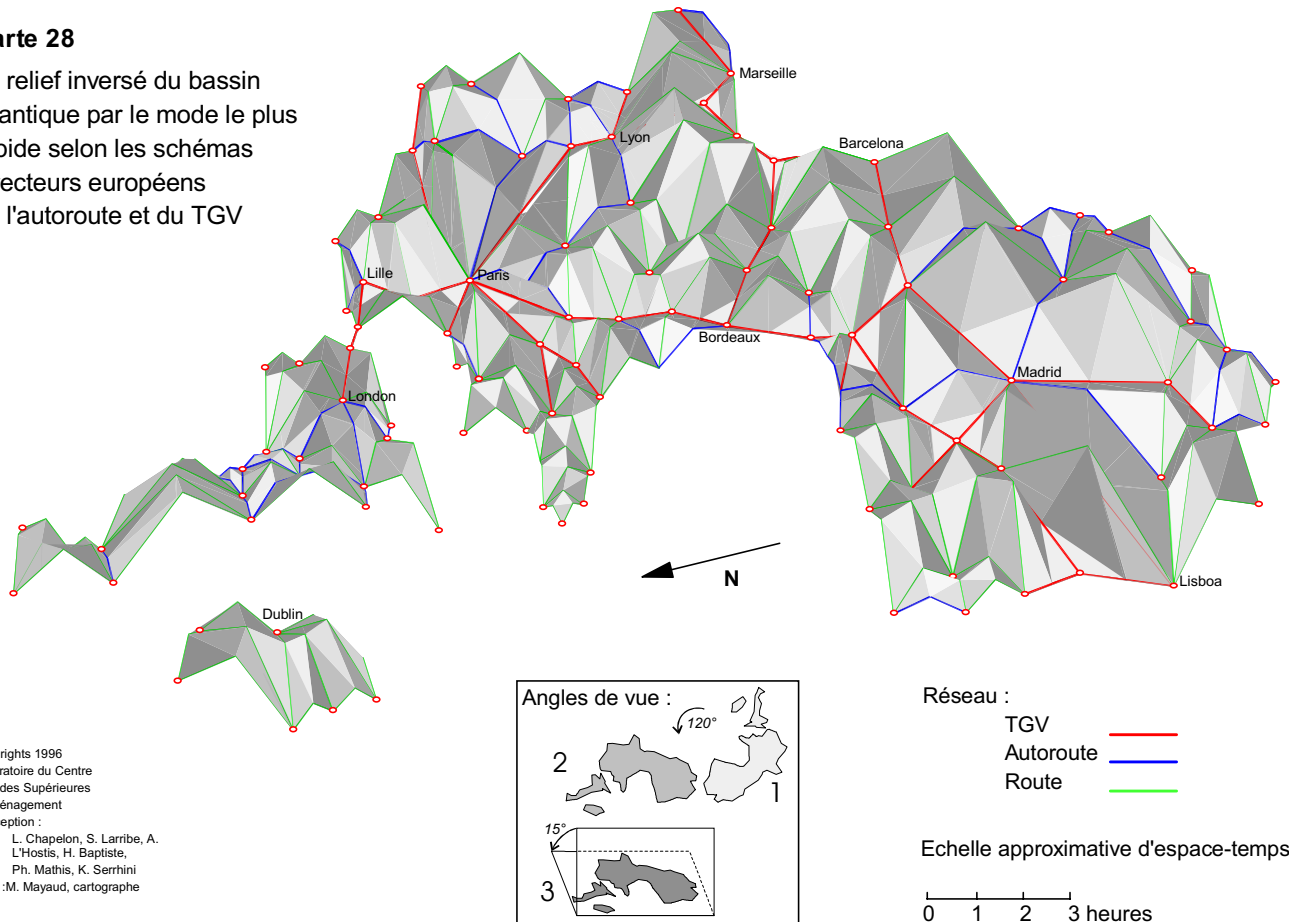 arte 28
relief inversé du bassin
antique par le mode le plus
oide selon les schémas
recteurs européens
l'autoroute et du TGV
Marseille
Lyon
Barcelona
Lille
Paris
Bordeaux
Madrid
London
N
Lisboa
Dublin
Angles de vue :
120°
2
1
15°
3
Réseau :
TGV
Autoroute
Route
Echelle approximative d'espace-temps
0 1 2 3 heures
rights 1996
ratoire du Centre
des Supérieures
énagement
eption :
L. Chapelon, S. Larribe, A.
L'Hostis, H. Baptiste,
Ph. Mathis, K. Serrhini
:M. Mayaud, cartographe